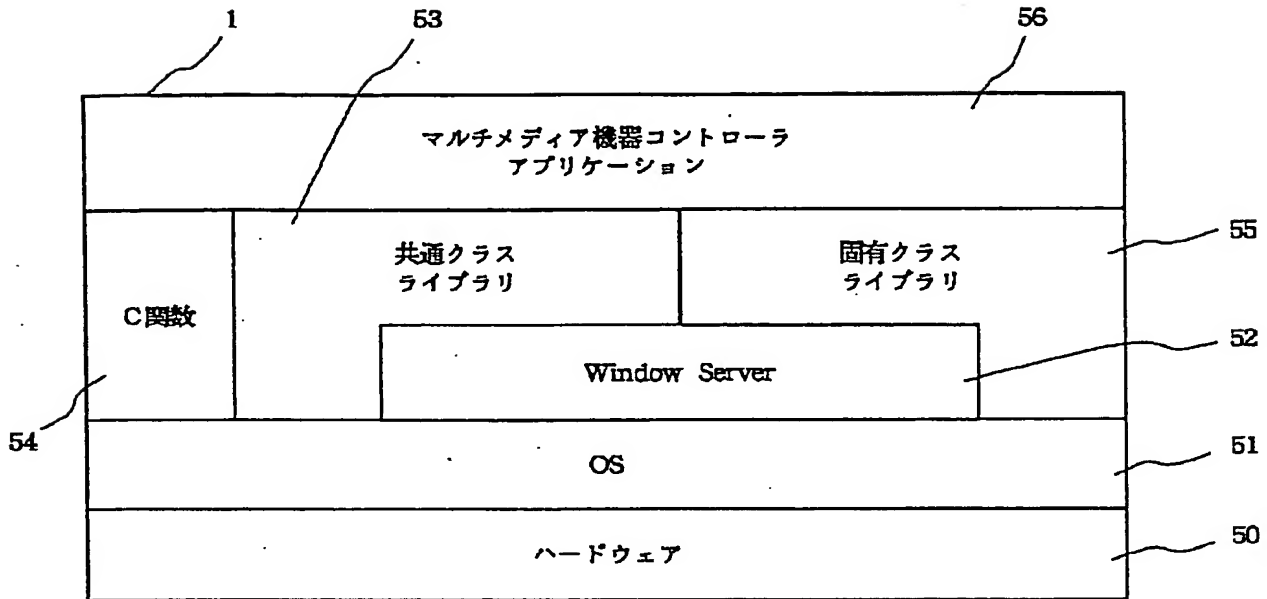 1
53
56
マルチメディア機器コントローラ
アプリケーション
共通クラス
ライブラリ
固有クラス
ライブラリ
55
C関数
Window Server
52
54
OS
51
ハードウェア
50